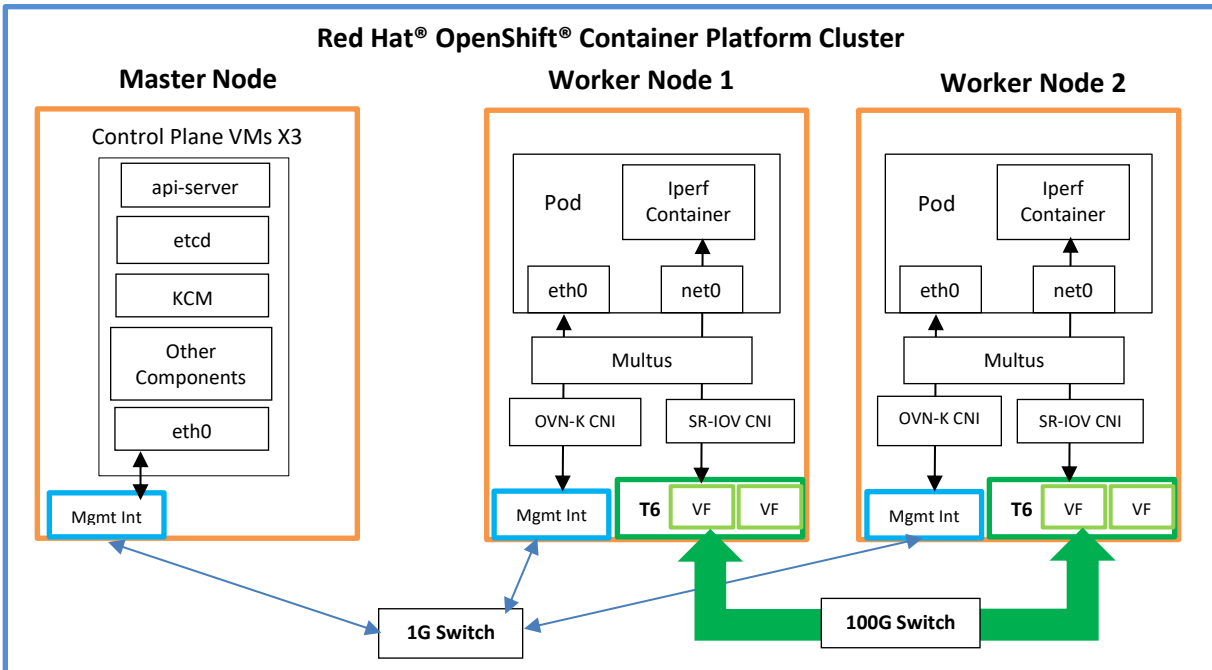 Red Hat® OpenShift® Container Platform Cluster
Master Node
Control Plane VMs X3
api-server
etcd
KCM
Other
Components
eth0
Mgmt Int
Worker Node 1
Pod
Iperf
Container
eth0
net0
Multus
OVN-K CNI
SR-IOV CNI
Mgmt Int
T6
VF
VF
Worker Node 2
Pod
Iperf
Container
eth0
net0
Multus
OVN-K CNI
SR-IOV CNI
Mgmt Int
T6
VF
VF
1G Switch
100G Switch